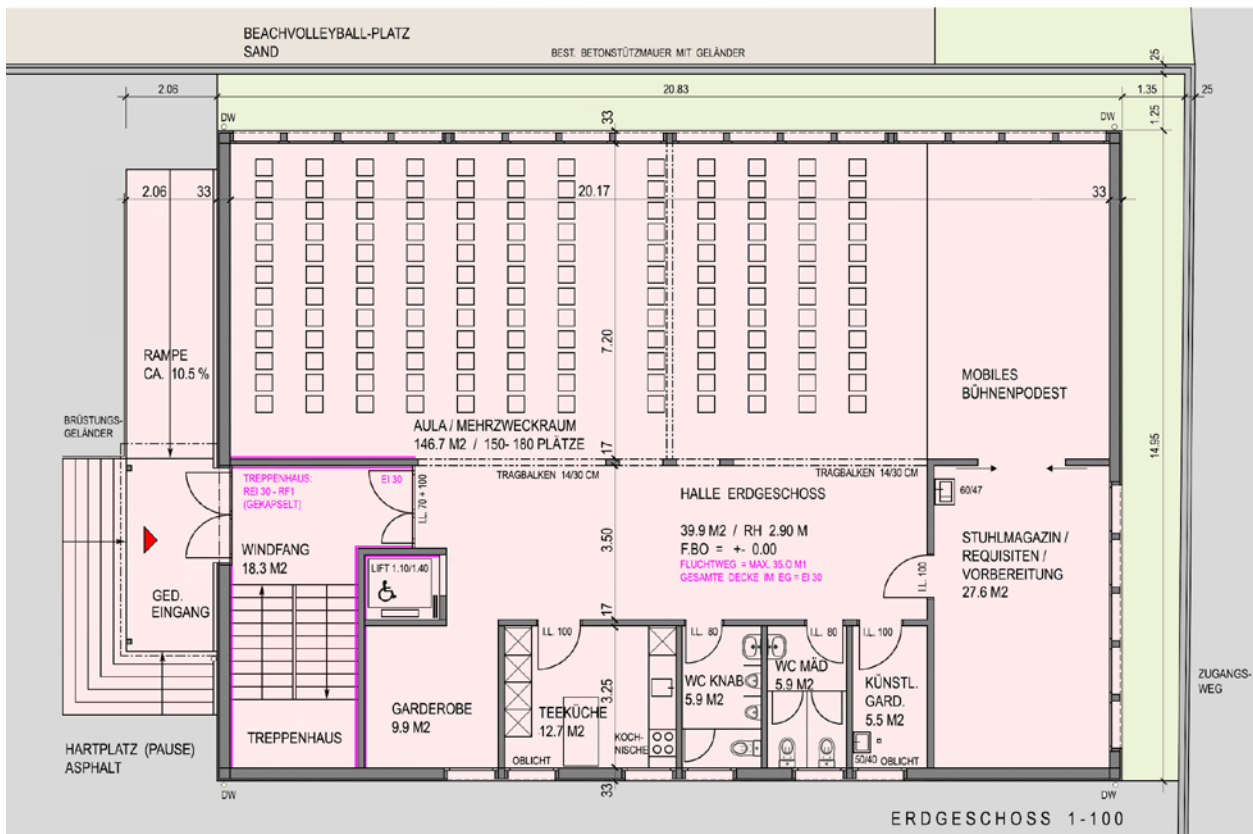 BEACHVOLLEYBALL-PLATZ
SAND
BEST. BETONSTÜTZMAUER MIT GELÄNDER
25
2.06
20.83
1.35
25
DW
33
DW
1.25
2.06
33
20.17
33
RAMPE
CA. 10.5 %
7.20
MOBILES
BÜHNENPODEST
BRÜSTUNGS-
GELÄNDER
AULA / MEHRZWECKRAUM
146.7 M2 / 150- 180 PLÄTZE
17
14.95
TREPPENHAUS:
REI 30 - RF1
(GEKAPSELT)
EI 30
I.L. 70 + 100
TRAGBALKEN 14/30 CM
TRAGBALKEN 14/30 CM
HALLE ERDGESCHOSS
60/47
39.9 M2 / RH 2.90 M
F.BO = +- 0.00
FLUCHTWEG = MAX. 35.0 M1
GESAMTE DECKE IM EG = EI 30
3.50
STUHLMAGAZIN /
REQUISITEN /
VORBEREITUNG
27.6 M2
WINDFANG
18.3 M2
LIFT 1.10/1.40
I.L. 100
GED.
EINGANG
17
I.L. 100
I.L. 80
I.L. 80
I.L. 100
WC KNAB
5.9 M2
WC MÄD
5.9 M2
KÜNSTL.
GARD.
5.5 M2
ZUGANGS-
WEG
GARDEROBE
9.9 M2
TEEKÜCHE
12.7 M2
3.25
KOCH-
NISCHE
TREPPENHAUS
HARTPLATZ (PAUSE)
ASPHALT
OBLICHT
50/40
OBLICHT
DW
33
DW
ERDGESCHOSS 1-100